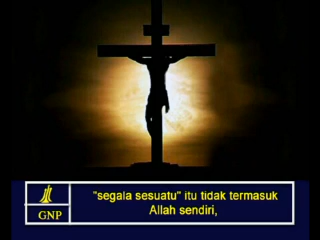 "segala sesuatu" itu tidak termasuk
Allah sendiri,
GNP